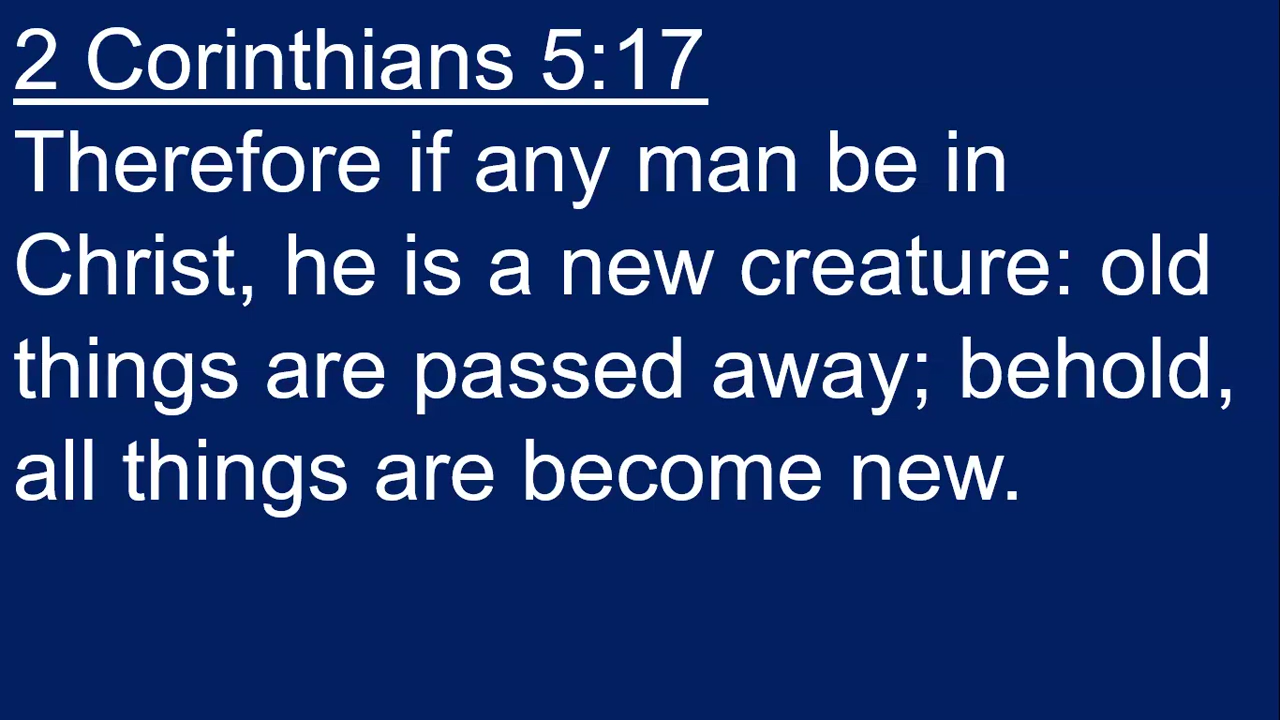 2 Corinthians 5:17
Therefore if any man be in
Christ, he is a new creature: old
things are passed away; behold,
all things are become new.